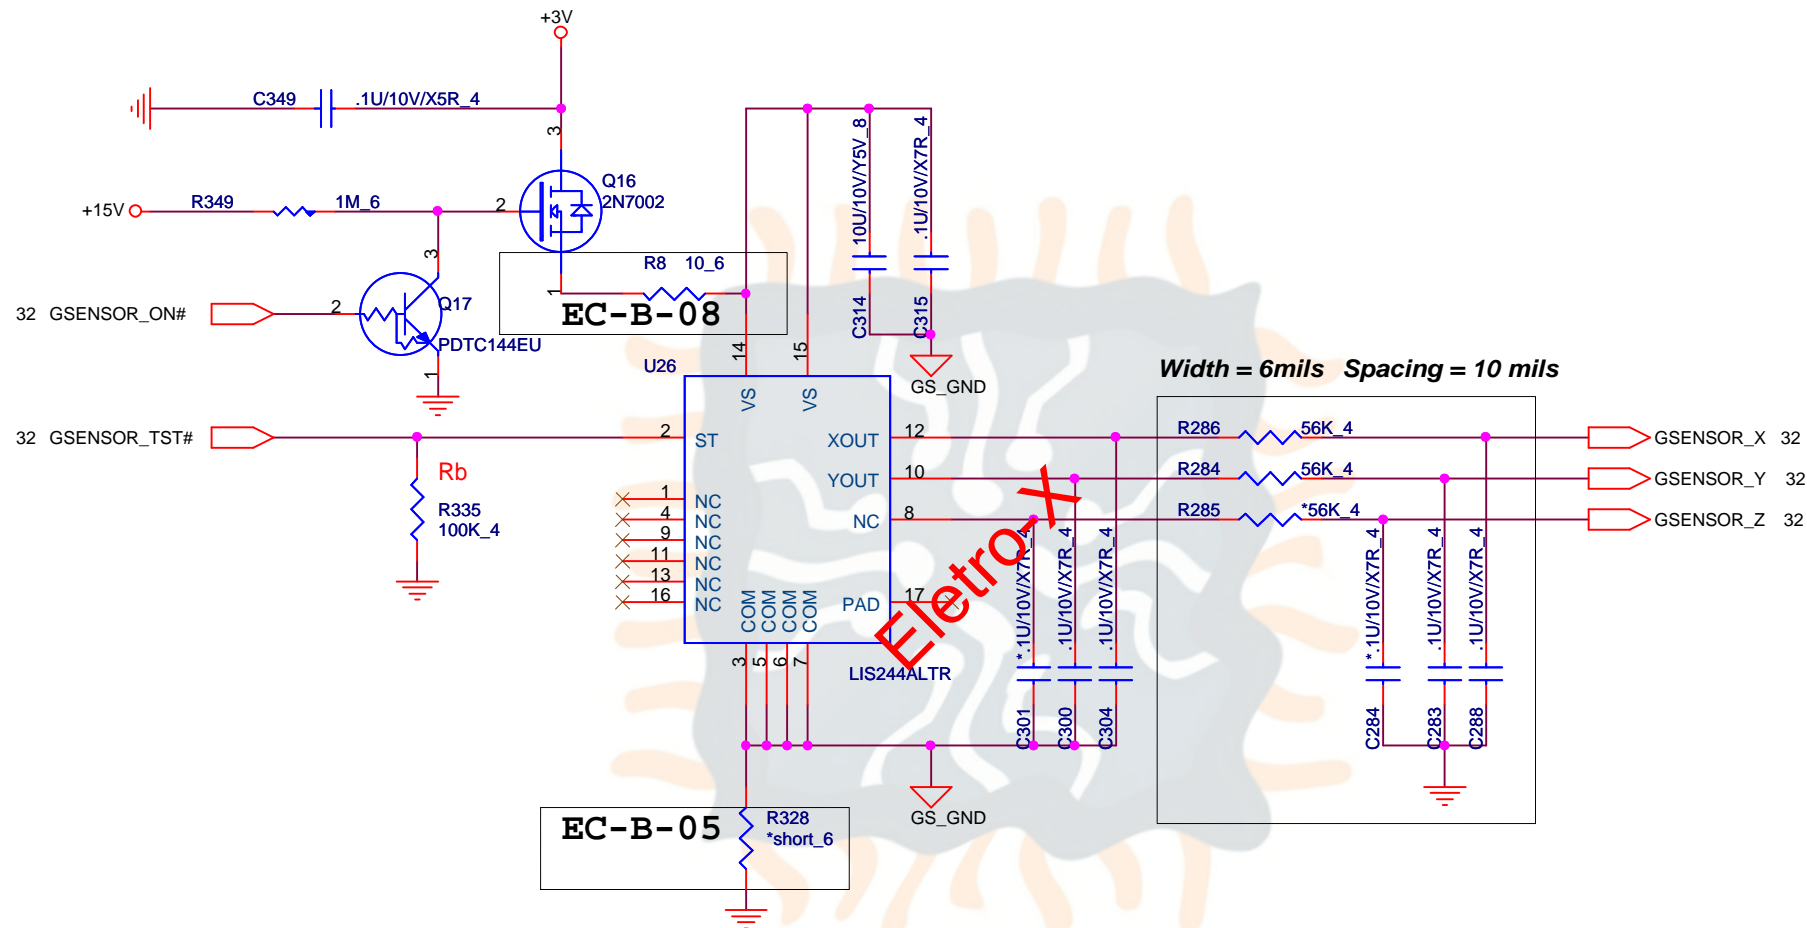 +3V
C349
.1U/10V/X5R_4
3
+15V
R349
1M_6
2
Q16
2N7002
1
R8
10_6
EC-B-08
3
32 GSENSOR_ON#
2
Q17
PDTC144EU
1
10U/10V/Y5V_8
.1U/10V/X7R_4
C314
C315
GS_GND
14
15
U26
VS
VS
Width = 6mils Spacing = 10 mils
32 GSENSOR_TST#
2
ST
XOUT
12
R286
56K_4
GSENSOR_X 32
Rb
R335
100K_4
YOUT
10
R284
56K_4
GSENSOR_Y 32
1
NC
4
NC
NC
8
R285
*56K_4
GSENSOR_Z 32
9
NC
11
NC
13
NC
16
NC
COM
COM
COM
COM
PAD
17
3
5
6
7
LIS244ALTR
Eletro-X
*.1U/10V/X7R_4
.1U/10V/X7R_4
.1U/10V/X7R_4
C301
C300
C304
*.1U/10V/X7R_4
.1U/10V/X7R_4
.1U/10V/X7R_4
C284
C283
C288
GS_GND
EC-B-05
R328
*short_6